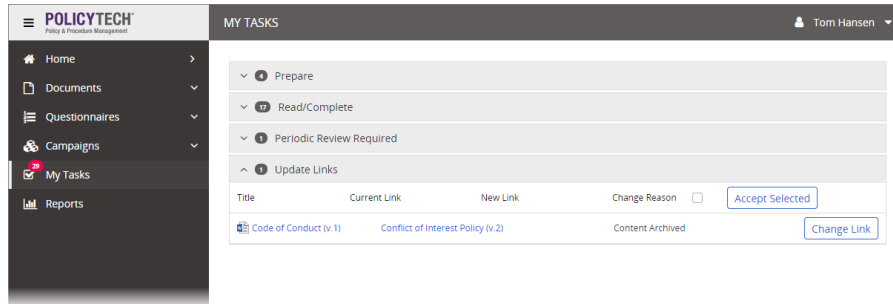 POLICYTECH
Policy & Procedure Management
MY TASKS
Tom Hansen
Home
Documents
Questionnaires
Campaigns
29
My Tasks
Reports
4 Prepare
17 Read/Complete
1 Periodic Review Required
1 Update Links
Title Current Link New Link Change Reason Accept Selected
Code of Conduct (v.1) Conflict of Interest Policy (v.2) Content Archived Change Link